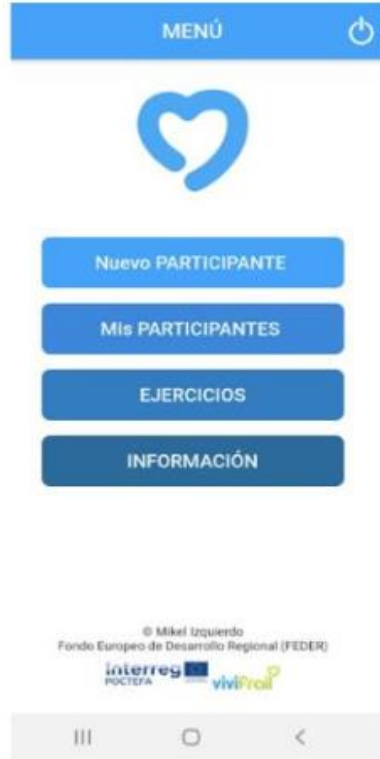 MENÚ
Nuevo PARTICIPANTE
Mis PARTICIPANTES
EJERCICIOS
INFORMACIÓN
© Mikel Izquierdo
Fondo Europeo de Desarrollo Regional (FEDER)
interreg
POCTEFA
vivifrail